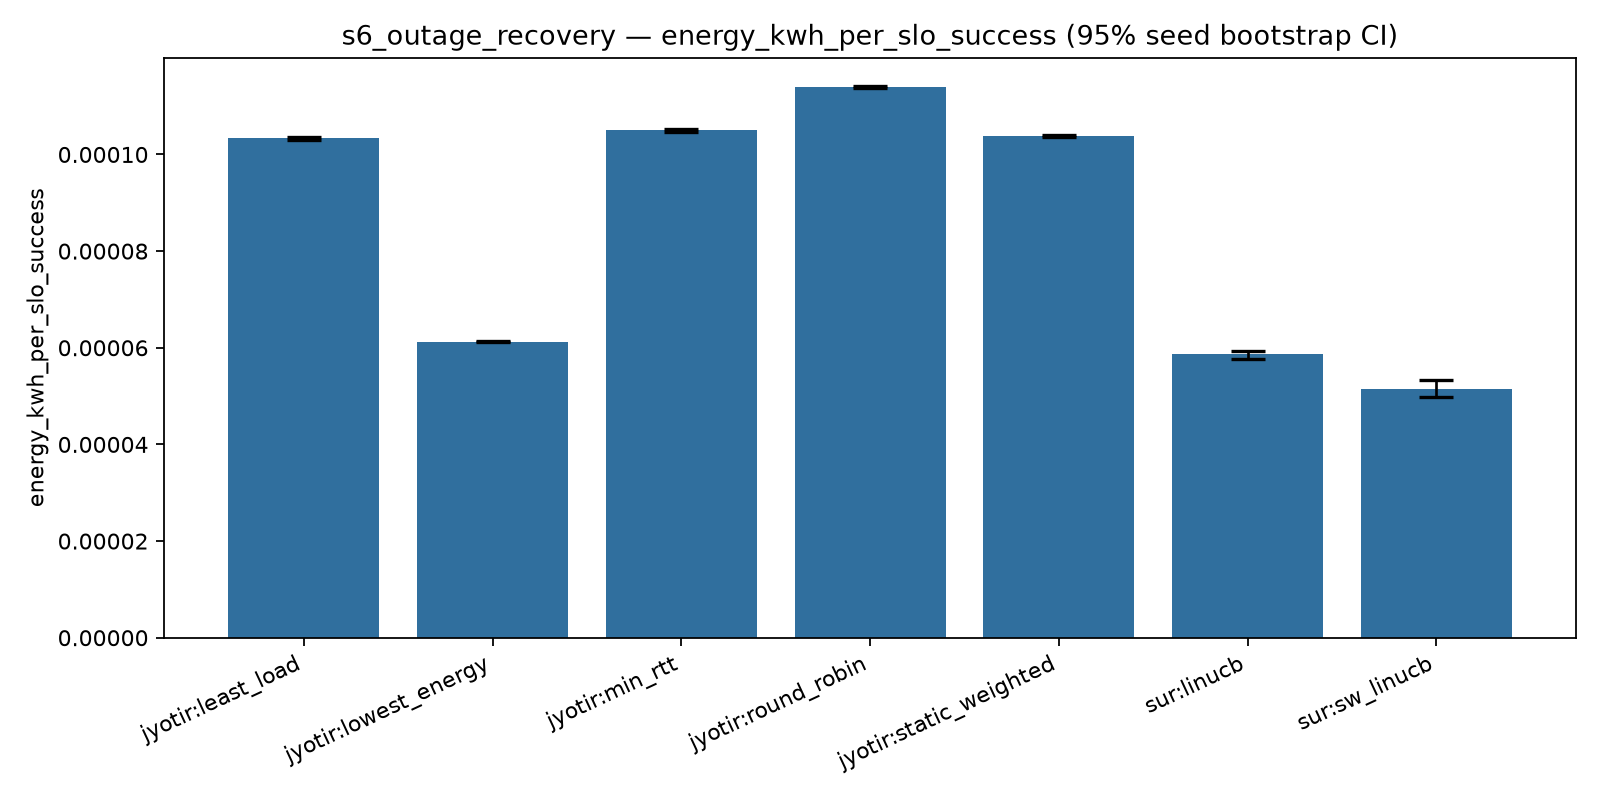 s6_outage_recovery — energy_kwh_per_slo_success (95% seed bootstrap CI)
energy_kwh_per_slo_success
0.00010
0.00008
0.00006
0.00004
0.00002
0.00000
jyotir:least_load
jyotir:lowest_energy
jyotir:min_rtt
jyotir:round_robin
jyotir:static_weighted
sur:linucb
sur:sw_linucb